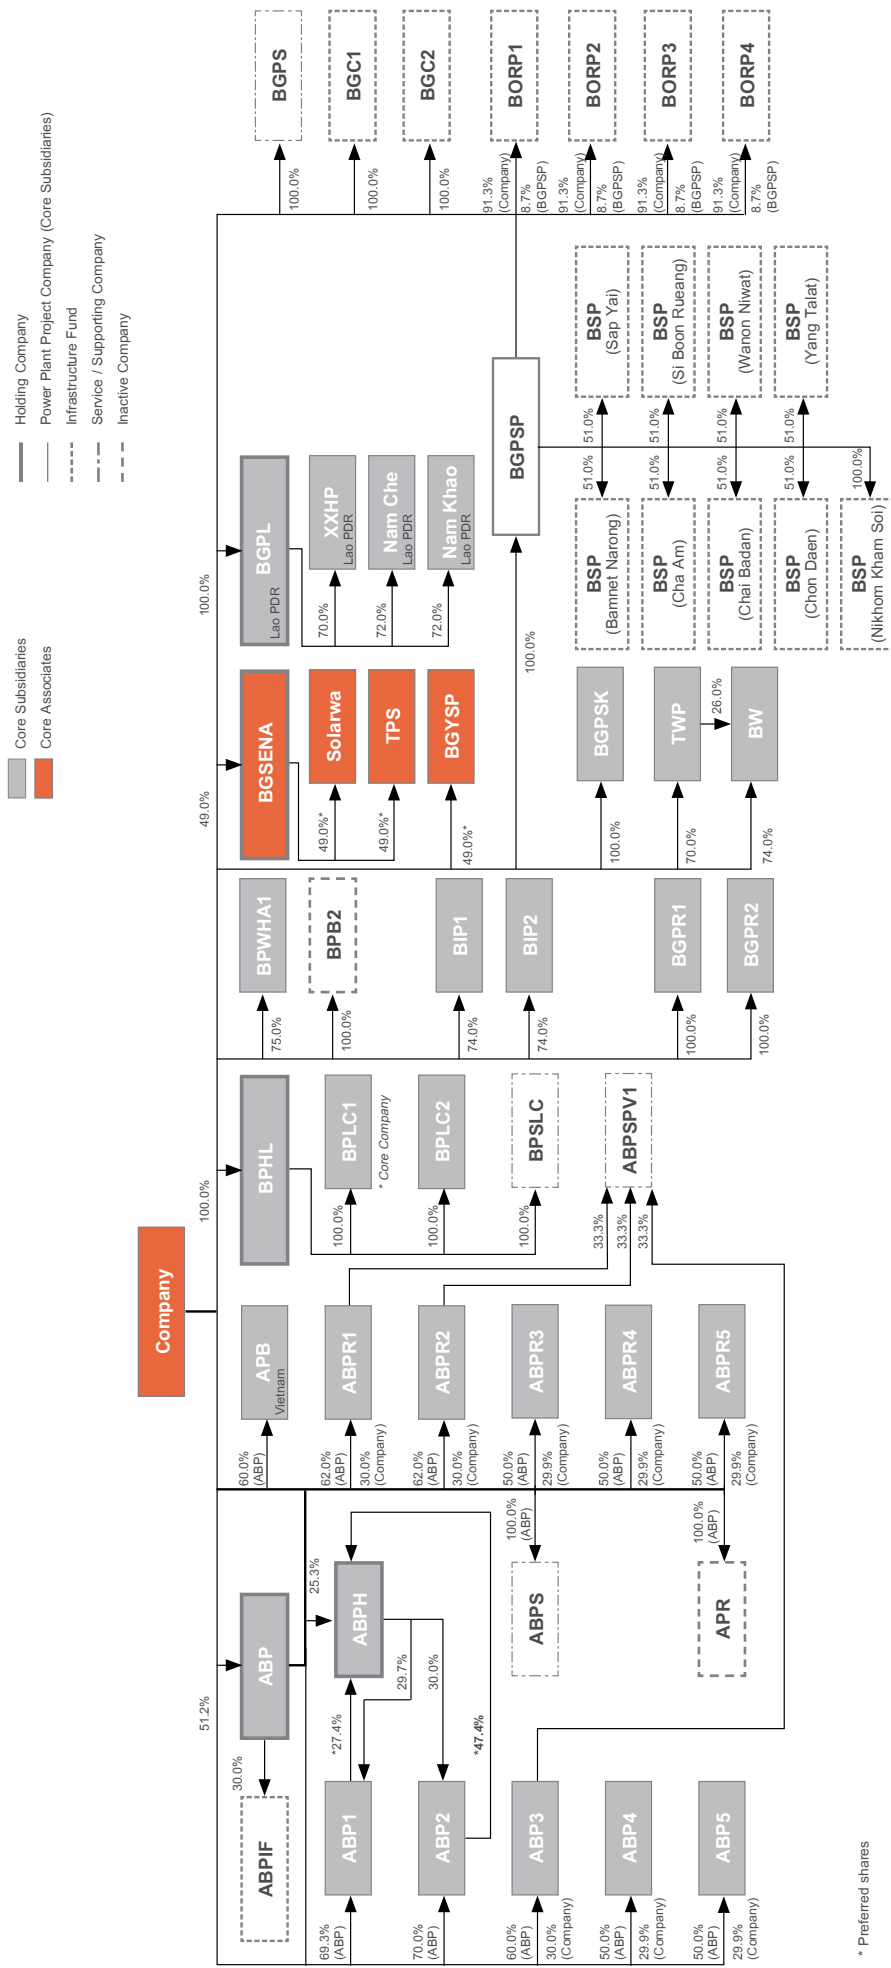 Core Subsidiaries
Core Associates
Holding Company
Power Plant Project Company (Core Subsidiaries)
Infrastructure Fund
Service / Supporting Company
Inactive Company
Company
51.2%
100.0%
49.0%
100.0%
ABPIF
30.0%
ABP
60.0%
(ABP)
APB
Vietnam
BPHL
75.0%
BPWHA1
BGSENA
BGPL
Lao PDR
100.0%
BGPS
25.3%
69.3%
(ABP)
ABP1
*27.4%
ABPH
29.7%
30.0%
62.0%
(ABP)
30.0%
(Company)
ABPR1
100.0%
BPLC1
* Core Company
100.0%
BPB2
49.0%*
Solarwa
70.0%
XXHP
Lao PDR
100.0%
BGC1
49.0%*
TPS
72.0%
Nam Che
Lao PDR
70.0%
(ABP)
ABP2
*47.4%
62.0%
(ABP)
30.0%
(Company)
ABPR2
100.0%
BPLC2
74.0%
BIP1
49.0%*
BGYSP
72.0%
Nam Khao
Lao PDR
100.0%
BGC2
60.0%
(ABP)
30.0%
(Company)
ABP3
100.0%
(ABP)
ABPS
50.0%
(ABP)
29.9%
(Company)
ABPR3
100.0%
BPSLC
74.0%
BIP2
100.0%
BGPSP
91.3%
(Company)
8.7%
(BGPSP)
BORP1
50.0%
(ABP)
29.9%
(Company)
ABP4
50.0%
(ABP)
29.9%
(Company)
ABPR4
33.3%
33.3%
33.3%
ABPSPV1
100.0%
BGPSK
BSP
(Bamnet Narong)
51.0%
51.0%
BSP
(Sap Yai)
91.3%
(Company)
8.7%
(BGPSP)
BORP2
50.0%
(ABP)
29.9%
(Company)
ABP5
100.0%
(ABP)
APR
50.0%
(ABP)
29.9%
(Company)
ABPR5
100.0%
BGPR1
70.0%
TWP
26.0%
BSP
(Cha Am)
51.0%
51.0%
BSP
(Si Boon Rueang)
91.3%
(Company)
8.7%
(BGPSP)
BORP3
100.0%
BGPR2
74.0%
BW
BSP
(Chai Badan)
51.0%
51.0%
BSP
(Wanon Niwat)
91.3%
(Company)
8.7%
(BGPSP)
BORP4
BSP
(Chon Daen)
51.0%
51.0%
BSP
(Yang Talat)
BSP
(Nikhom Kham Soi)
100.0%
* Preferred shares